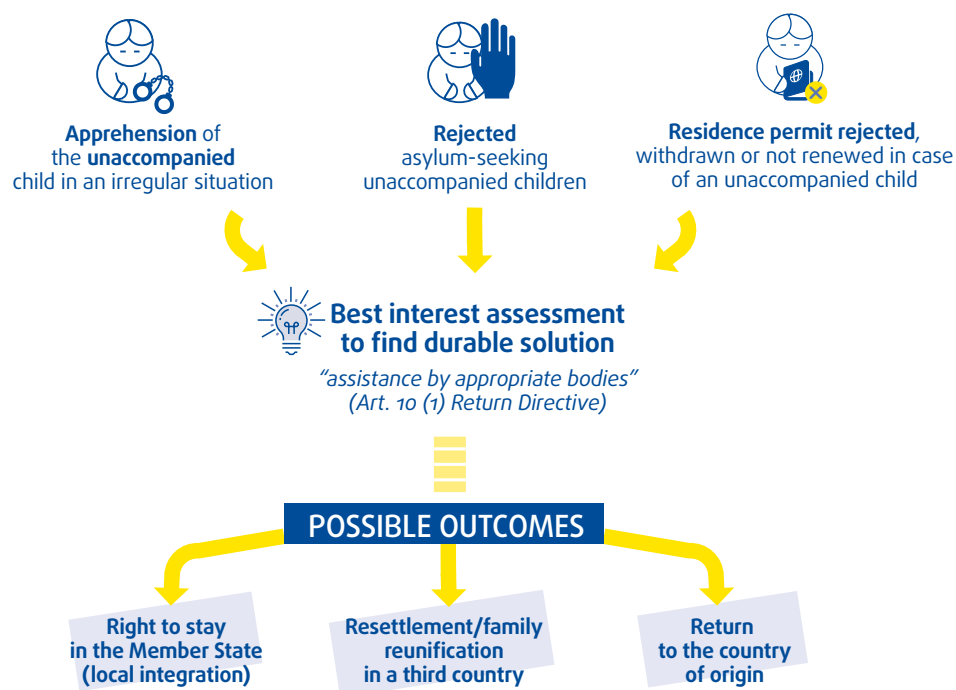 Apprehension of
the unaccompanied
child in an irregular situation
Rejected
asylum-seeking
unaccompanied children
Residence permit rejected,
withdrawn or not renewed in case
of an unaccompanied child
Best interest assessment
to find durable solution
“assistance by appropriate bodies”
(Art. 10 (1) Return Directive)
POSSIBLE OUTCOMES
Right to stay
in the Member State
(local integration)
Resettlement/family
reunification
in a third country
Return
to the country
of origin